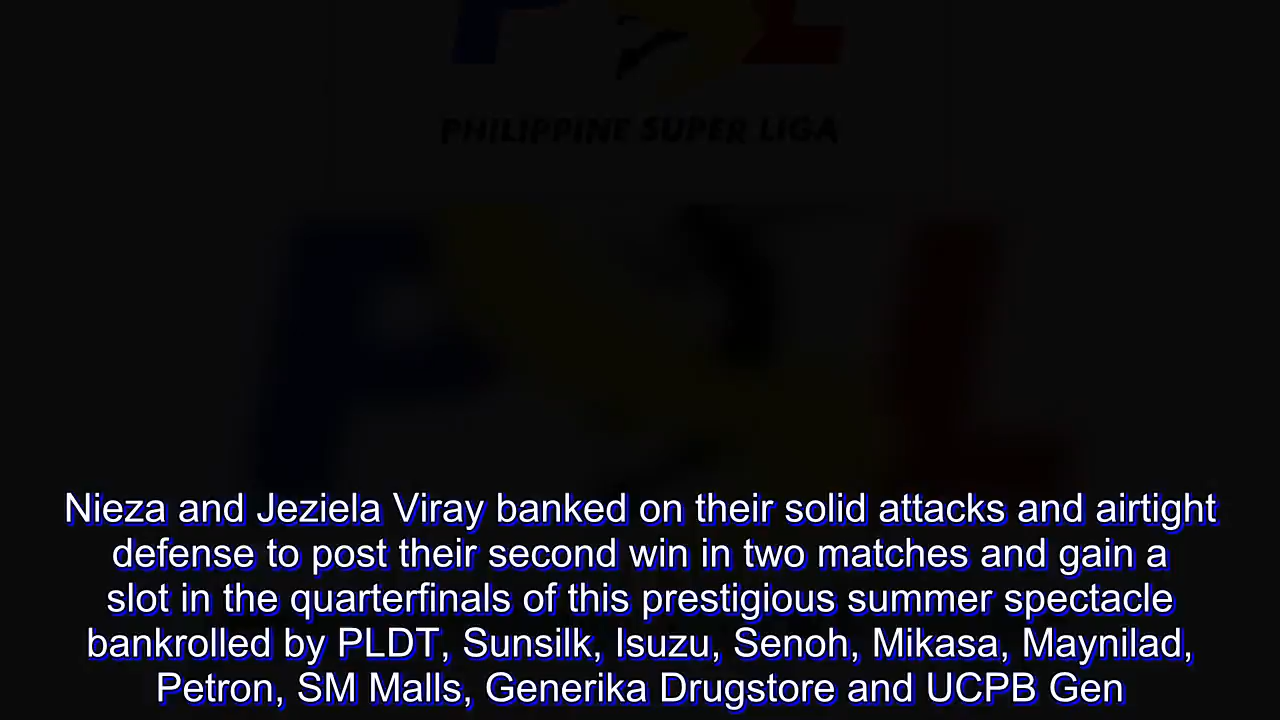 PSL
PHILIPPINE SUPER LIGA
PSL
Nieza and Jeziela Viray banked on their solid attacks and airtight
defense to post their second win in two matches and gain a
slot in the quarterfinals of this prestigious summer spectacle
bankrolled by PLDT, Sunsilk, Isuzu, Senoh, Mikasa, Maynilad,
Petron, SM Malls, Generika Drugstore and UCPB Gen